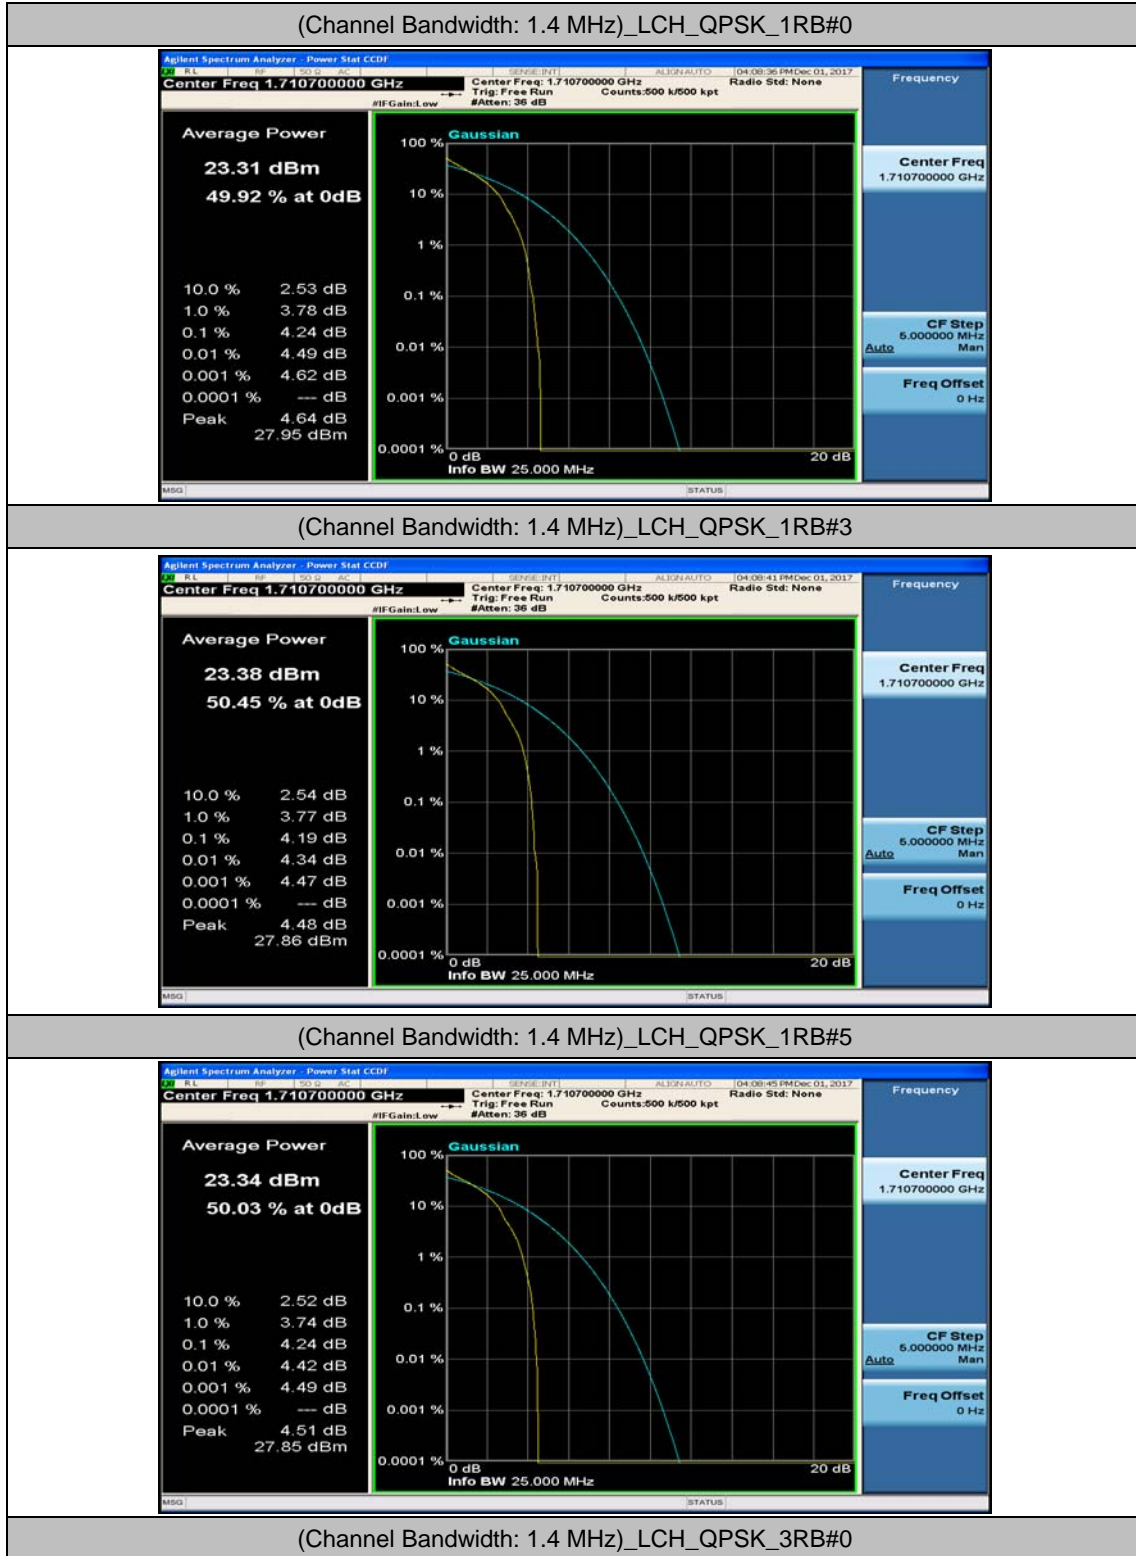 (Channel Bandwidth: 1.4 MHz)_LCH_QPSK_1RB#0
Agilent Spectrum Analyzer - Power Stat CCDF
RL RF 50 Ω AC SENSE:INT ALIGN AUTO 04:08:36 PM Dec 01, 2017
Center Freq 1.710700000 GHz
Center Freq: 1.710700000 GHz
Radio Std: None
Trig: Free Run Counts:500 k/500 kpt
#IFGain:Low #Atten: 36 dB
Frequency
Average Power
23.31 dBm
49.92 % at 0dB
10.0 % 2.53 dB
1.0 % 3.78 dB
0.1 % 4.24 dB
0.01 % 4.49 dB
0.001 % 4.62 dB
0.0001 % --- dB
Peak 4.64 dB
27.95 dBm
Gaussian
100 %
10 %
1 %
0.1 %
0.01 %
0.001 %
0.0001 %
0 dB 20 dB
Info BW 25.000 MHz
Center Freq
1.710700000 GHz
CF Step
5.000000 MHz
Auto Man
Freq Offset
0 Hz
MSG STATUS
(Channel Bandwidth: 1.4 MHz)_LCH_QPSK_1RB#3
Agilent Spectrum Analyzer - Power Stat CCDF
RL RF 50 Ω AC SENSE:INT ALIGN AUTO 04:08:41 PM Dec 01, 2017
Center Freq 1.710700000 GHz
Center Freq: 1.710700000 GHz
Radio Std: None
Trig: Free Run Counts:500 k/500 kpt
#IFGain:Low #Atten: 36 dB
Frequency
Average Power
23.38 dBm
50.45 % at 0dB
10.0 % 2.54 dB
1.0 % 3.77 dB
0.1 % 4.19 dB
0.01 % 4.34 dB
0.001 % 4.47 dB
0.0001 % --- dB
Peak 4.48 dB
27.86 dBm
Gaussian
100 %
10 %
1 %
0.1 %
0.01 %
0.001 %
0.0001 %
0 dB 20 dB
Info BW 25.000 MHz
Center Freq
1.710700000 GHz
CF Step
5.000000 MHz
Auto Man
Freq Offset
0 Hz
MSG STATUS
(Channel Bandwidth: 1.4 MHz)_LCH_QPSK_1RB#5
Agilent Spectrum Analyzer - Power Stat CCDF
RL RF 50 Ω AC SENSE:INT ALIGN AUTO 04:08:45 PM Dec 01, 2017
Center Freq 1.710700000 GHz
Center Freq: 1.710700000 GHz
Radio Std: None
Trig: Free Run Counts:500 k/500 kpt
#IFGain:Low #Atten: 36 dB
Frequency
Average Power
23.34 dBm
50.03 % at 0dB
10.0 % 2.52 dB
1.0 % 3.74 dB
0.1 % 4.24 dB
0.01 % 4.42 dB
0.001 % 4.49 dB
0.0001 % --- dB
Peak 4.51 dB
27.85 dBm
Gaussian
100 %
10 %
1 %
0.1 %
0.01 %
0.001 %
0.0001 %
0 dB 20 dB
Info BW 25.000 MHz
Center Freq
1.710700000 GHz
CF Step
5.000000 MHz
Auto Man
Freq Offset
0 Hz
MSG STATUS
(Channel Bandwidth: 1.4 MHz)_LCH_QPSK_3RB#0